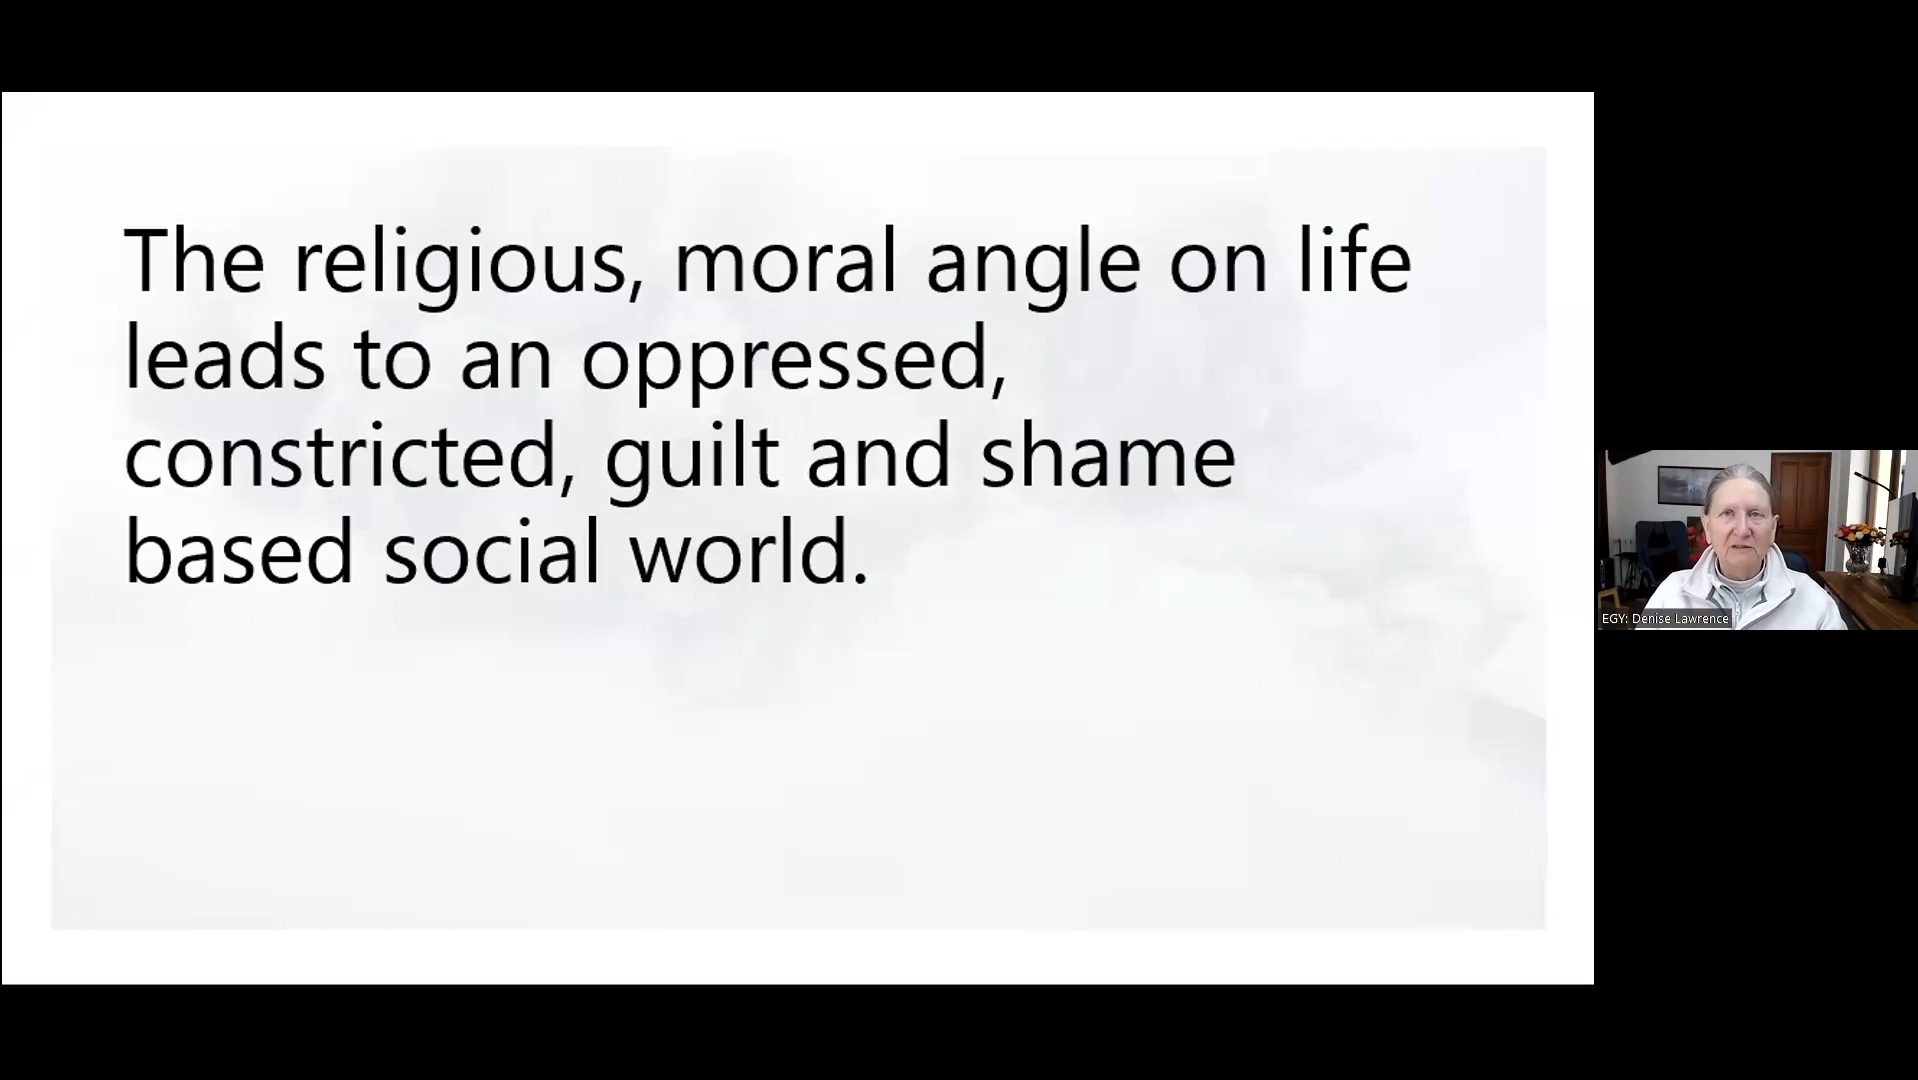 The religious, moral angle on life
leads to an oppressed,
constricted, guilt and shame
based social world.
EGY: Denise Lawrence